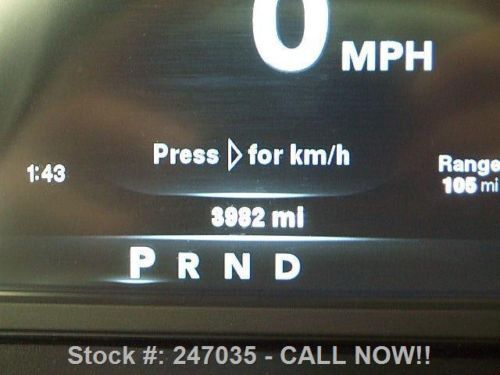 0 MPH
Press ▷ for km/h
1:43
Range
105 mi
3982 mi
P R N D
Stock #: 247035 - CALL NOW!!